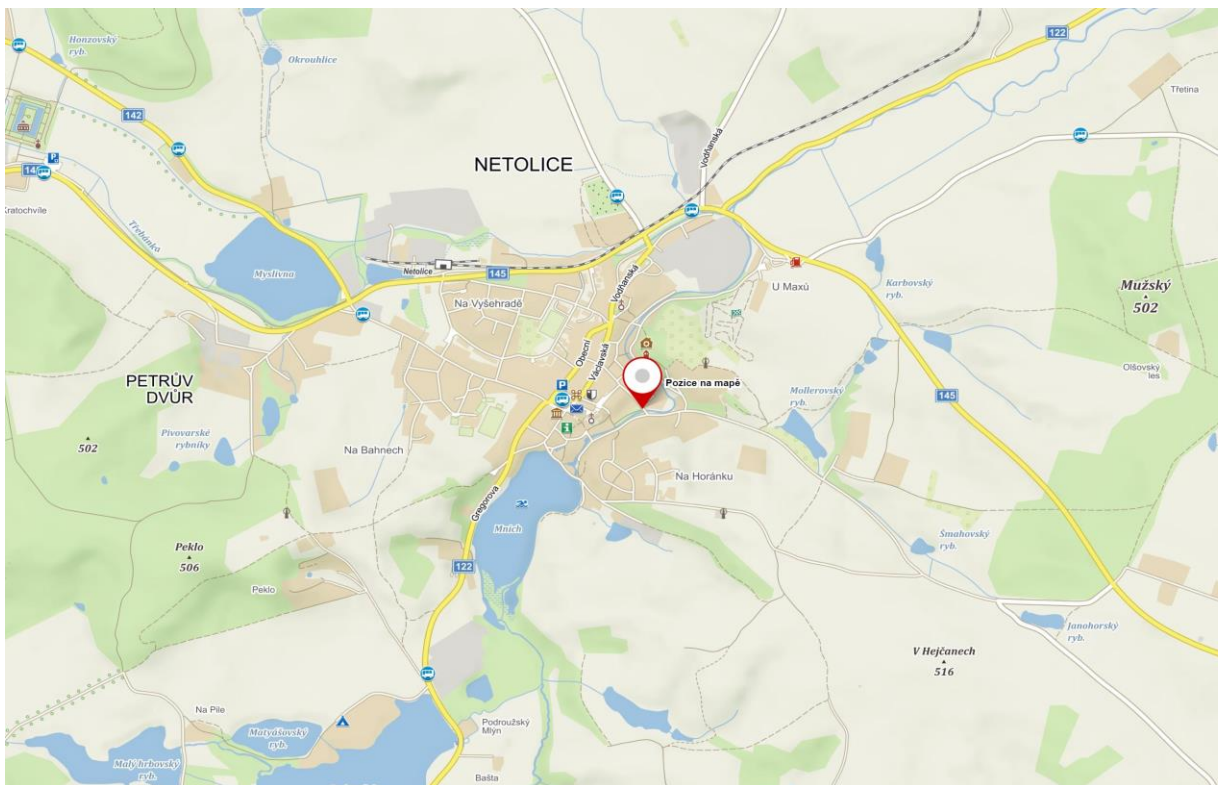 Honzovský
ryb.
Okrouhlice
122
Třetina
142
P
Vodňanská
NETOLICE
Kratochvíle
Třebánka
Myslivna
Netolice
145
U Maxů
Karbovský
ryb.
Mužský
502
Na Vyšehradě
Vodňanská
Obecní
Václavská
Olšovský
les
PETRŮV
DVŮR
P
Pozice na mapě
Mollerovský
ryb.
145
502
Pivovarské
rybníky
Na Bahnech
i
Na Horánku
Gregorova
Mnich
Šmahovský
ryb.
Peklo
506
Peklo
122
Janohorský
ryb.
V Hejčanech
516
Na Pile
Matyášovský
ryb.
Podroužský
Mlýn
Malý hrbovský
ryb.
Bašta